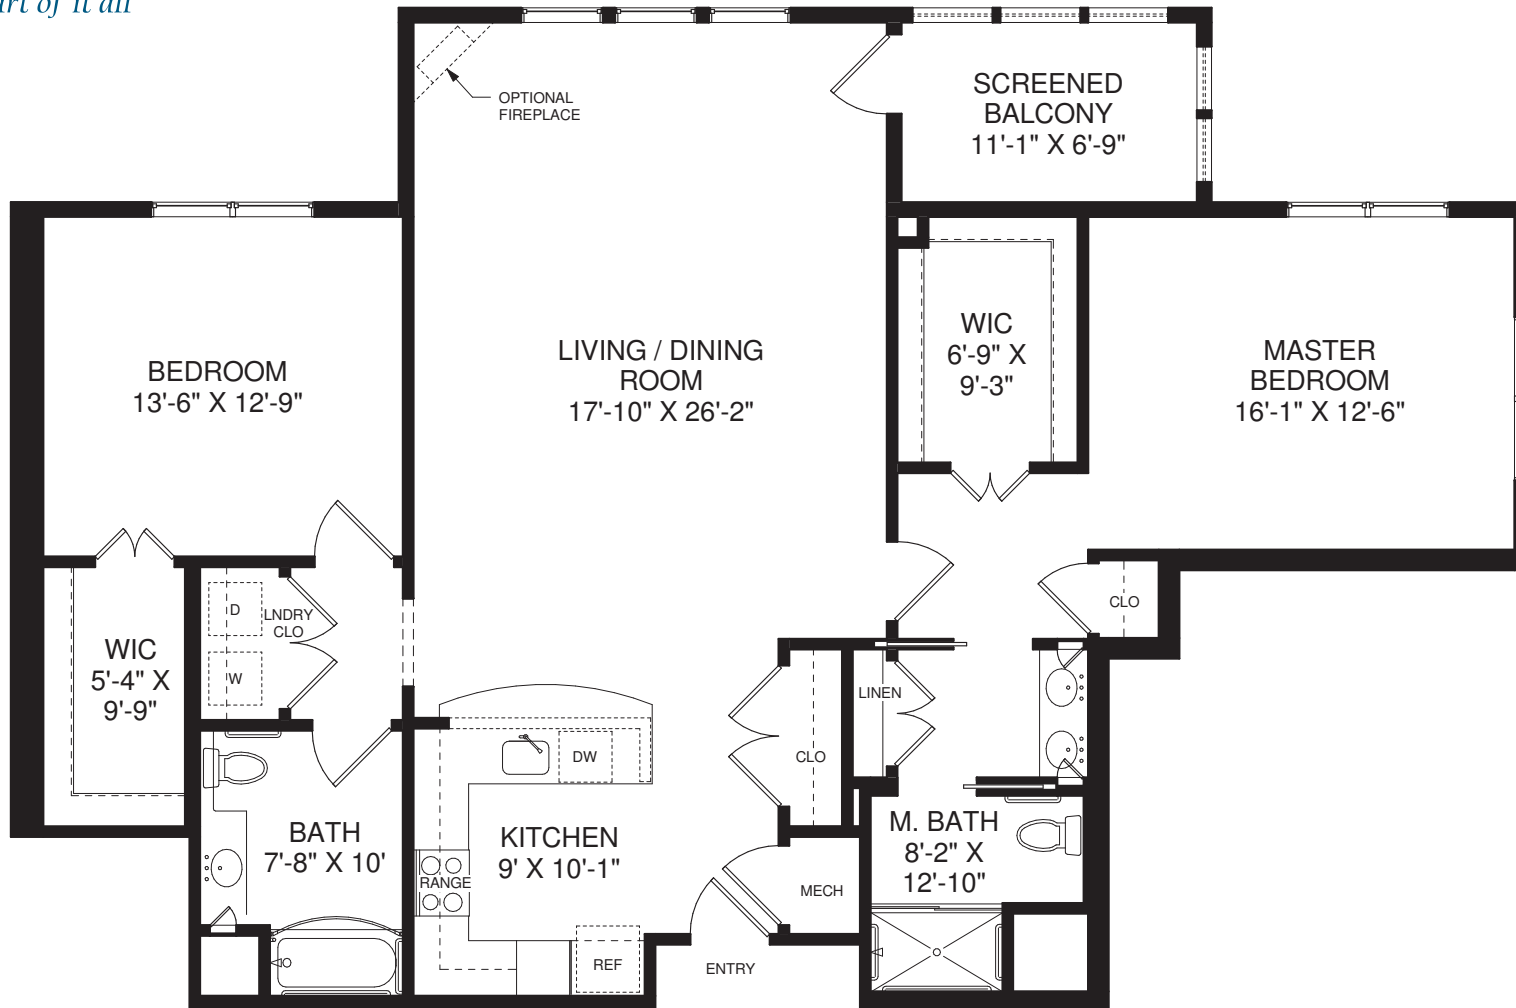 of it all
OPTIONAL
FIREPLACE
SCREENED
BALCONY
11'-1" X 6'-9"
BEDROOM
13'-6" X 12'-9"
LIVING / DINING
ROOM
17'-10" X 26'-2"
WIC
6'-9" X
9'-3"
MASTER
BEDROOM
16'-1" X 12'-6"
WIC
5'-4" X
9'-9"
D
LNDRY
CLO
W
CLO
LINEN
CLO
DW
BATH
7'-8" X 10'
KITCHEN
9' X 10'-1"
RANGE
M. BATH
8'-2" X
12'-10"
MECH
REF
ENTRY